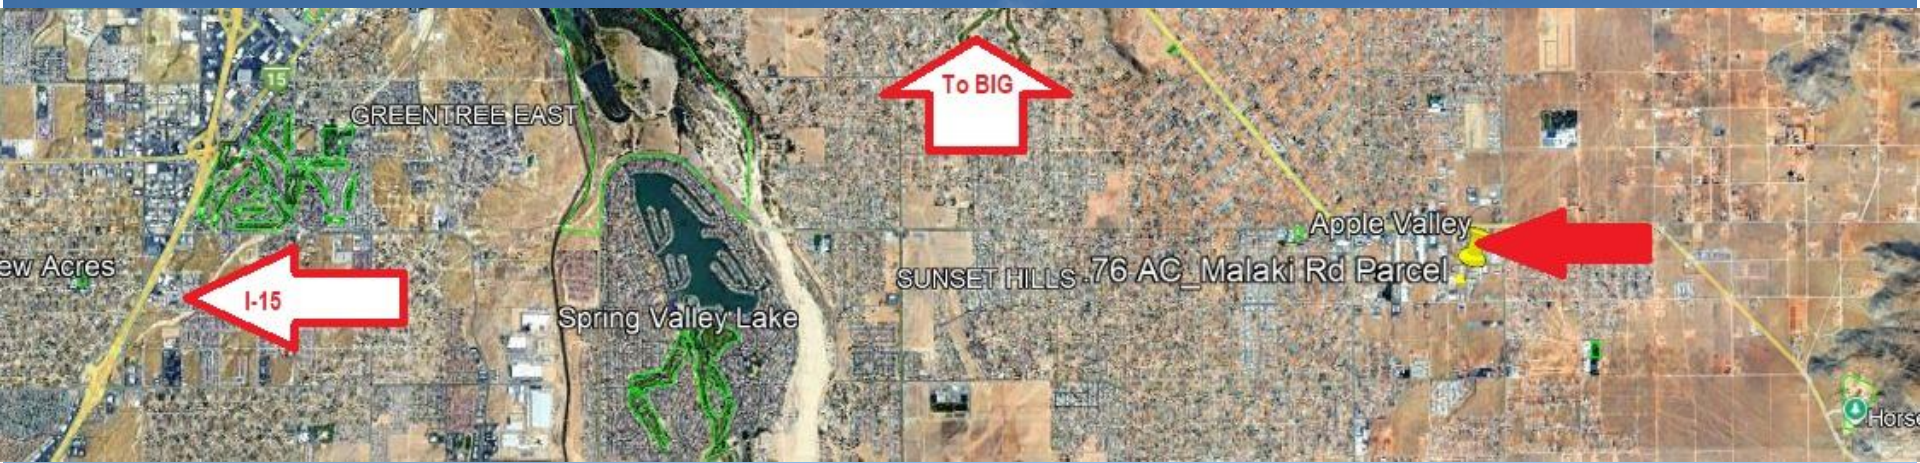 15
To BIG
GREENTREE EAST
Apple Valley
ew Acres
SUNSET HILLS
.76 AC_Malaki Rd Parcel
I-15
Spring Valley Lake
Horse